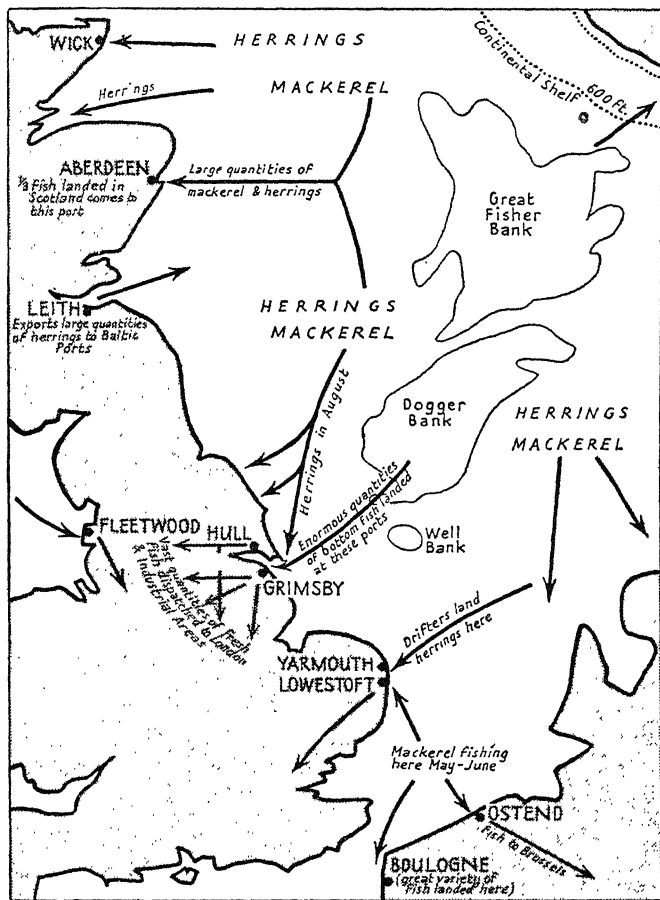 WICK
HERRINGS
Continental Shelf
600 ft.
Herrings
MACKEREL
ABERDEEN
⅓ Fish landed in
Scotland comes to
this port
Large quantities of
mackerel & herrings
Great
Fisher
Bank
LEITH
Exports large quantities
of herrings to Baltic
Ports
HERRINGS
MACKEREL
Herrings in August
Dogger
Bank
HERRINGS
MACKEREL
Enormous quantities
of bottom fish landed
at these ports
Well
Bank
FLEETWOOD
HULL
Vast quantities of Fresh
Fish dispatched to London
& Industrial Areas
GRIMSBY
Drifters land
herrings here
YARMOUTH
LOWESTOFT
Mackerel fishing
here May-June
OSTEND
Fish to Brussels
BOULOGNE
(great variety of
Fish landed here)